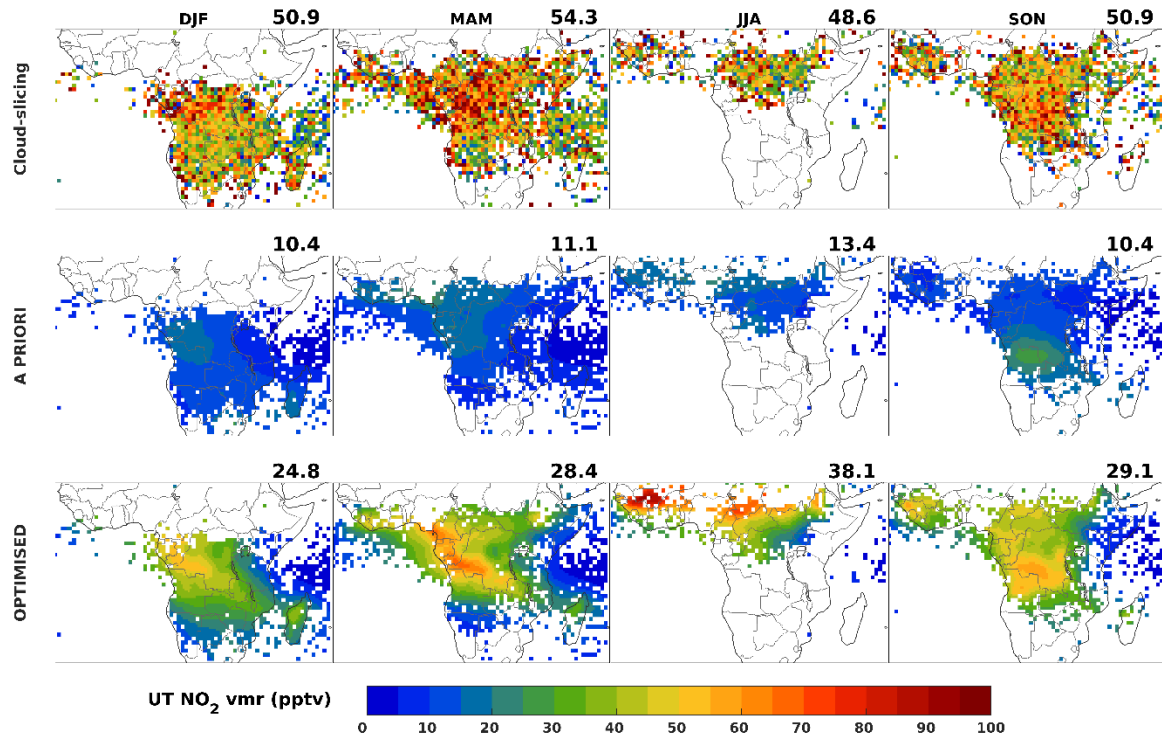 DJF 50.9 MAM 54.3 JJA 48.6 SON 50.9
Cloud-slicing
10.4 11.1 13.4 10.4
A PRIORI
24.8 28.4 38.1 29.1
OPTIMISED
UT NO2 vmr (pptv)
0 10 20 30 40 50 60 70 80 90 100